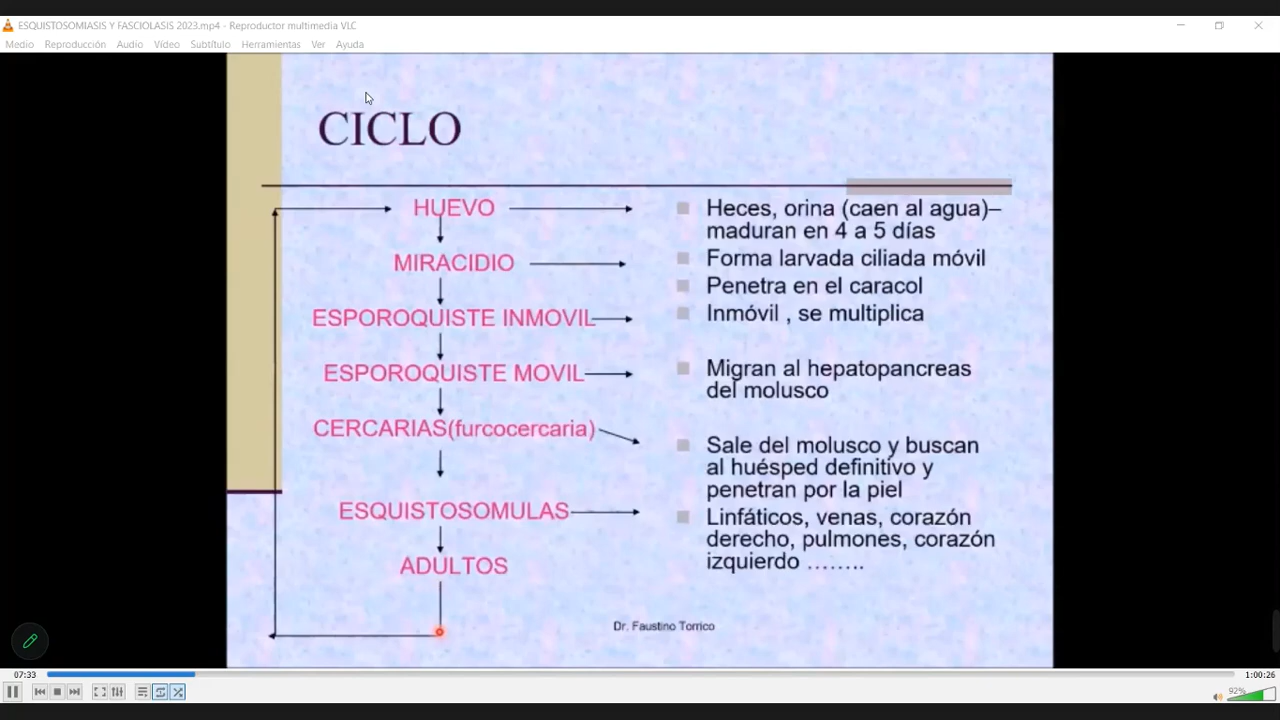 ESQUISTOSOMIASIS Y FASCIOLASIS 2023.mp4 - Reproductor multimedia VLC
Medio Reproducción Audio Vídeo Subtítulo Herramientas Ver Ayuda
CICLO
HUEVO
MIRACIDIO
ESPOROQUISTE INMOVIL
ESPOROQUISTE MOVIL
CERCARIAS(furcocercaria)
ESQUISTOSOMULAS
ADULTOS
Heces, orina (caen al agua)–
maduran en 4 a 5 días
Forma larvada ciliada móvil
Penetra en el caracol
Inmóvil , se multiplica
Migran al hepatopancreas
del molusco
Sale del molusco y buscan
al huésped definitivo y
penetran por la piel
Linfáticos, venas, corazón
derecho, pulmones, corazón
izquierdo ……..
Dr. Faustino Torrico
07:33
1:00:26
92%